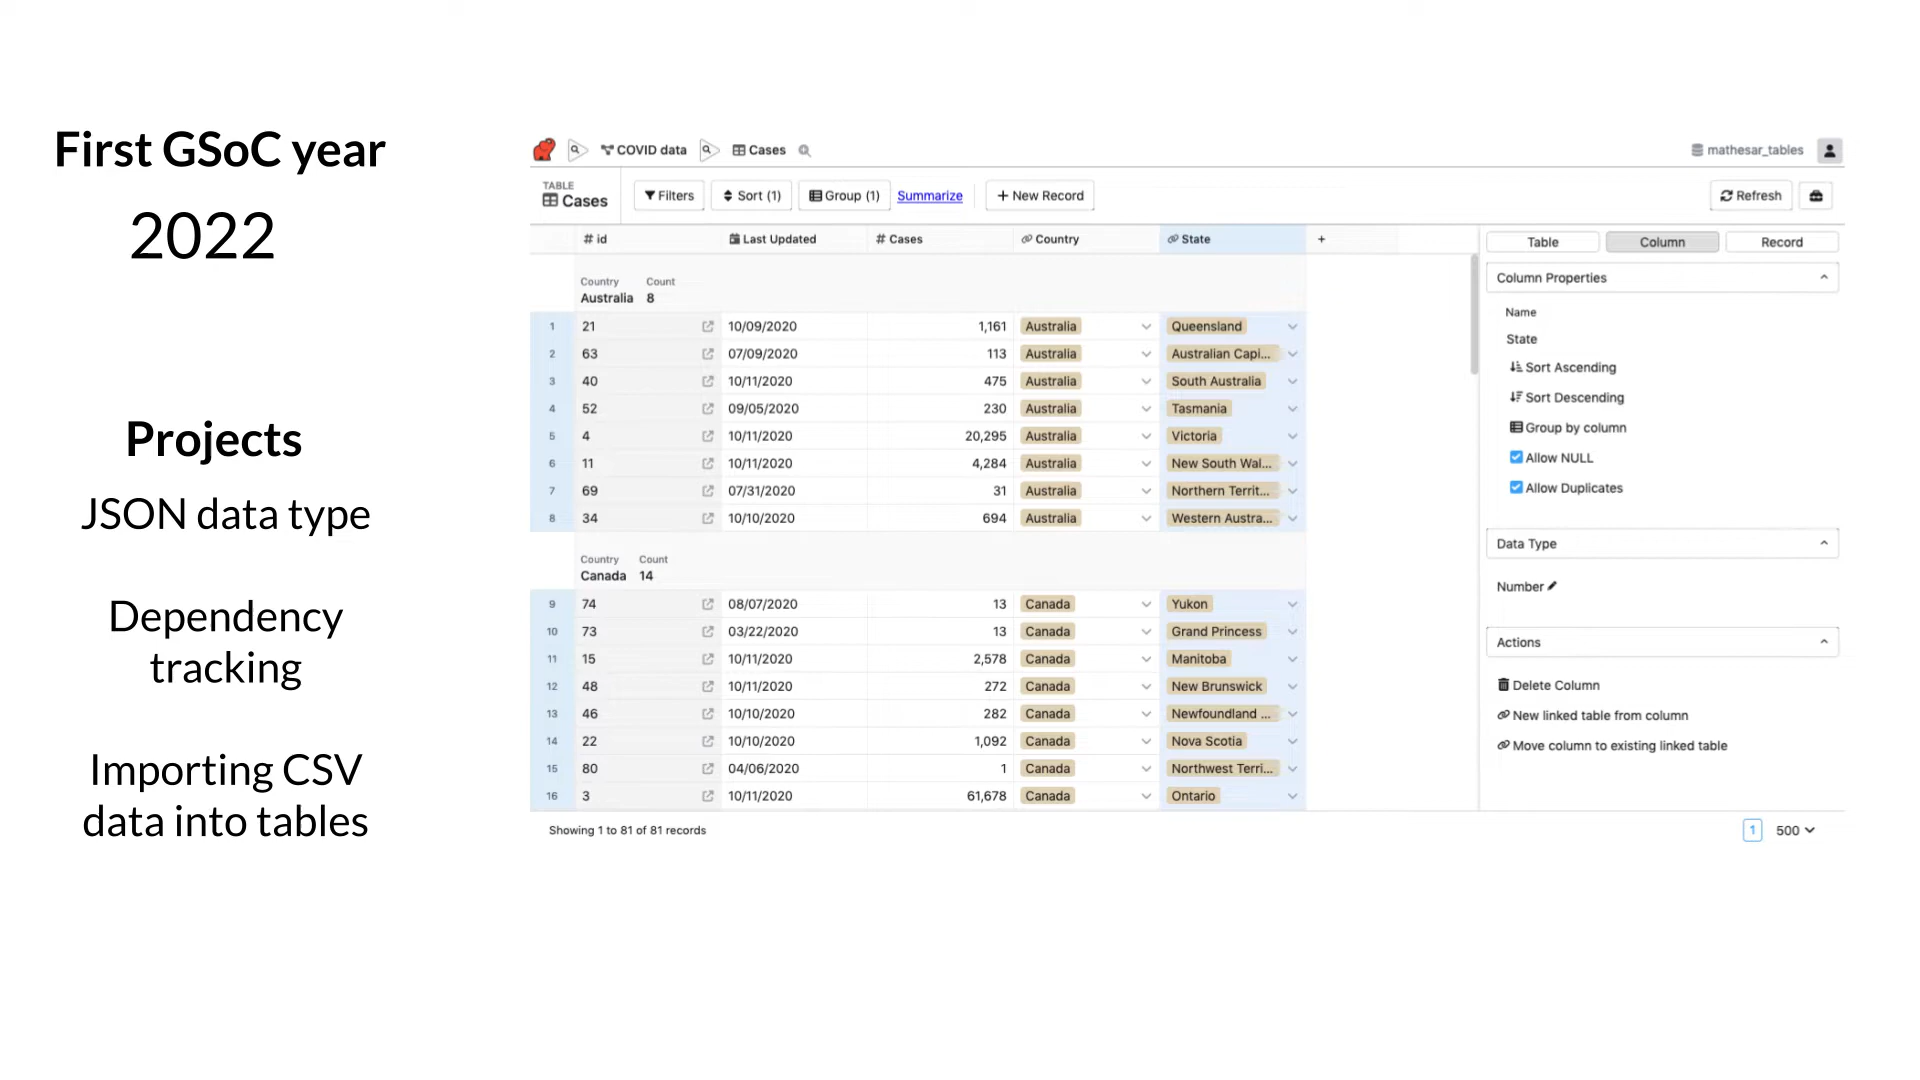 First GSoC year
2022
Projects
JSON data type
Dependency
tracking
Importing CSV
data into tables
COVID data
Cases
mathesar_tables
TABLE
Cases
Filters
Sort (1)
Group (1)
Summarize
+ New Record
Refresh
# id
Last Updated
# Cases
Country
State
+
Country Count
Australia 8
1 21 10/09/2020 1,161 Australia Queensland
2 63 07/09/2020 113 Australia Australian Capi...
3 40 10/11/2020 475 Australia South Australia
4 52 09/05/2020 230 Australia Tasmania
5 4 10/11/2020 20,295 Australia Victoria
6 11 10/11/2020 4,284 Australia New South Wal...
7 69 07/31/2020 31 Australia Northern Territ...
8 34 10/10/2020 694 Australia Western Austra...
Country Count
Canada 14
9 74 08/07/2020 13 Canada Yukon
10 73 03/22/2020 13 Canada Grand Princess
11 15 10/11/2020 2,578 Canada Manitoba
12 48 10/11/2020 272 Canada New Brunswick
13 46 10/10/2020 282 Canada Newfoundland ...
14 22 10/10/2020 1,092 Canada Nova Scotia
15 80 04/06/2020 1 Canada Northwest Terri...
16 3 10/11/2020 61,678 Canada Ontario
Showing 1 to 81 of 81 records
1
500
Table
Column
Record
Column Properties
Name
State
Sort Ascending
Sort Descending
Group by column
Allow NULL
Allow Duplicates
Data Type
Number
Actions
Delete Column
New linked table from column
Move column to existing linked table